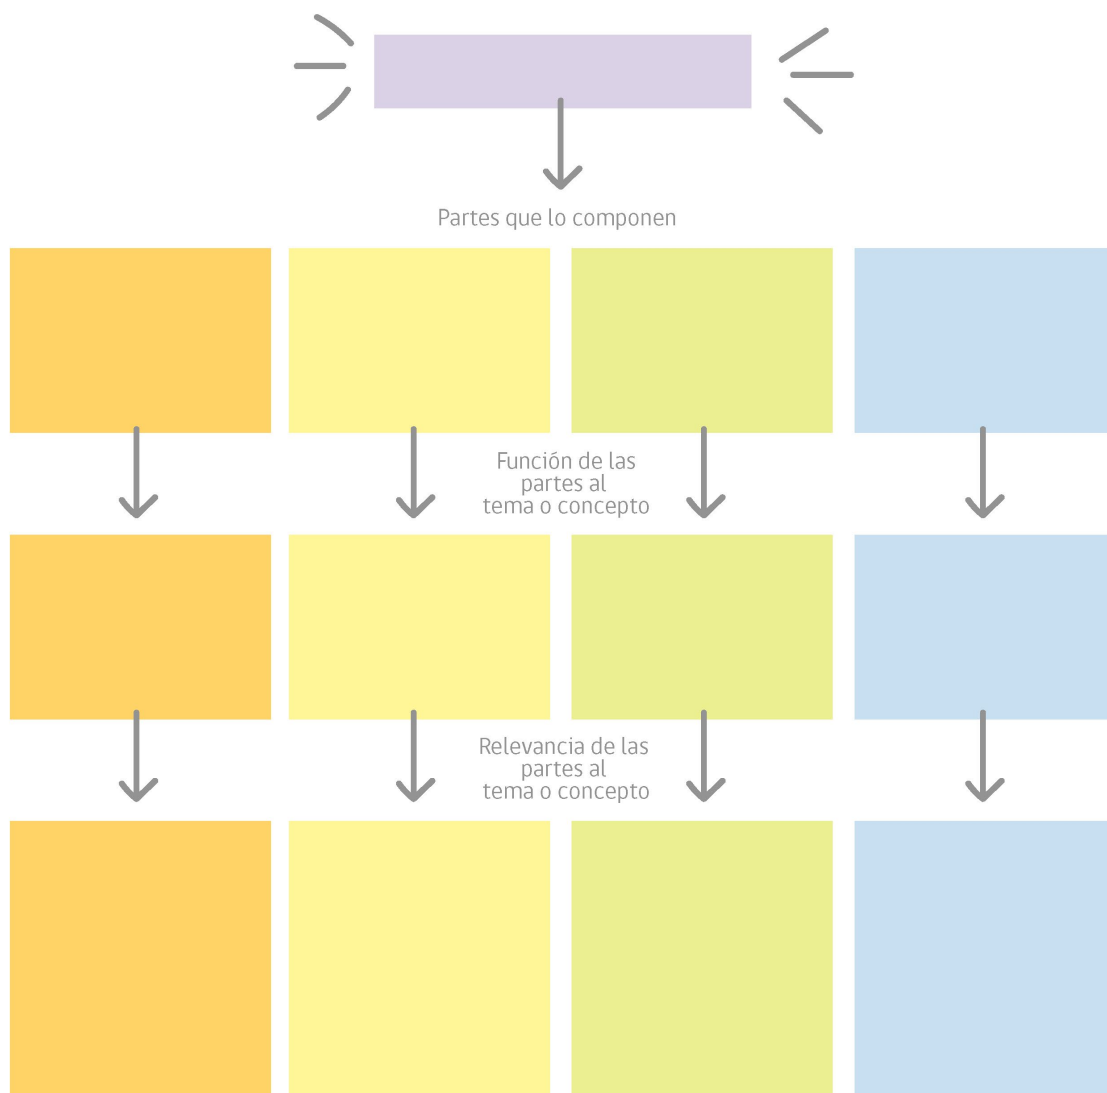 Partes que lo componen
Función de las
partes al
tema o concepto
Relevancia de las
partes al
tema o concepto